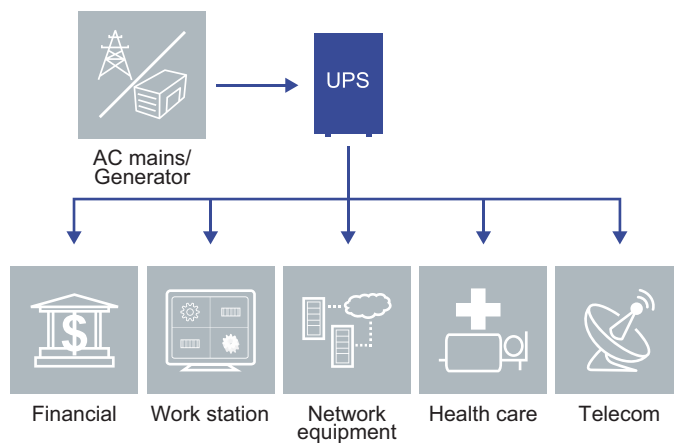 UPS
AC mains/
Generator
$
Financial
Work station
Network
equipment
Health care
Telecom